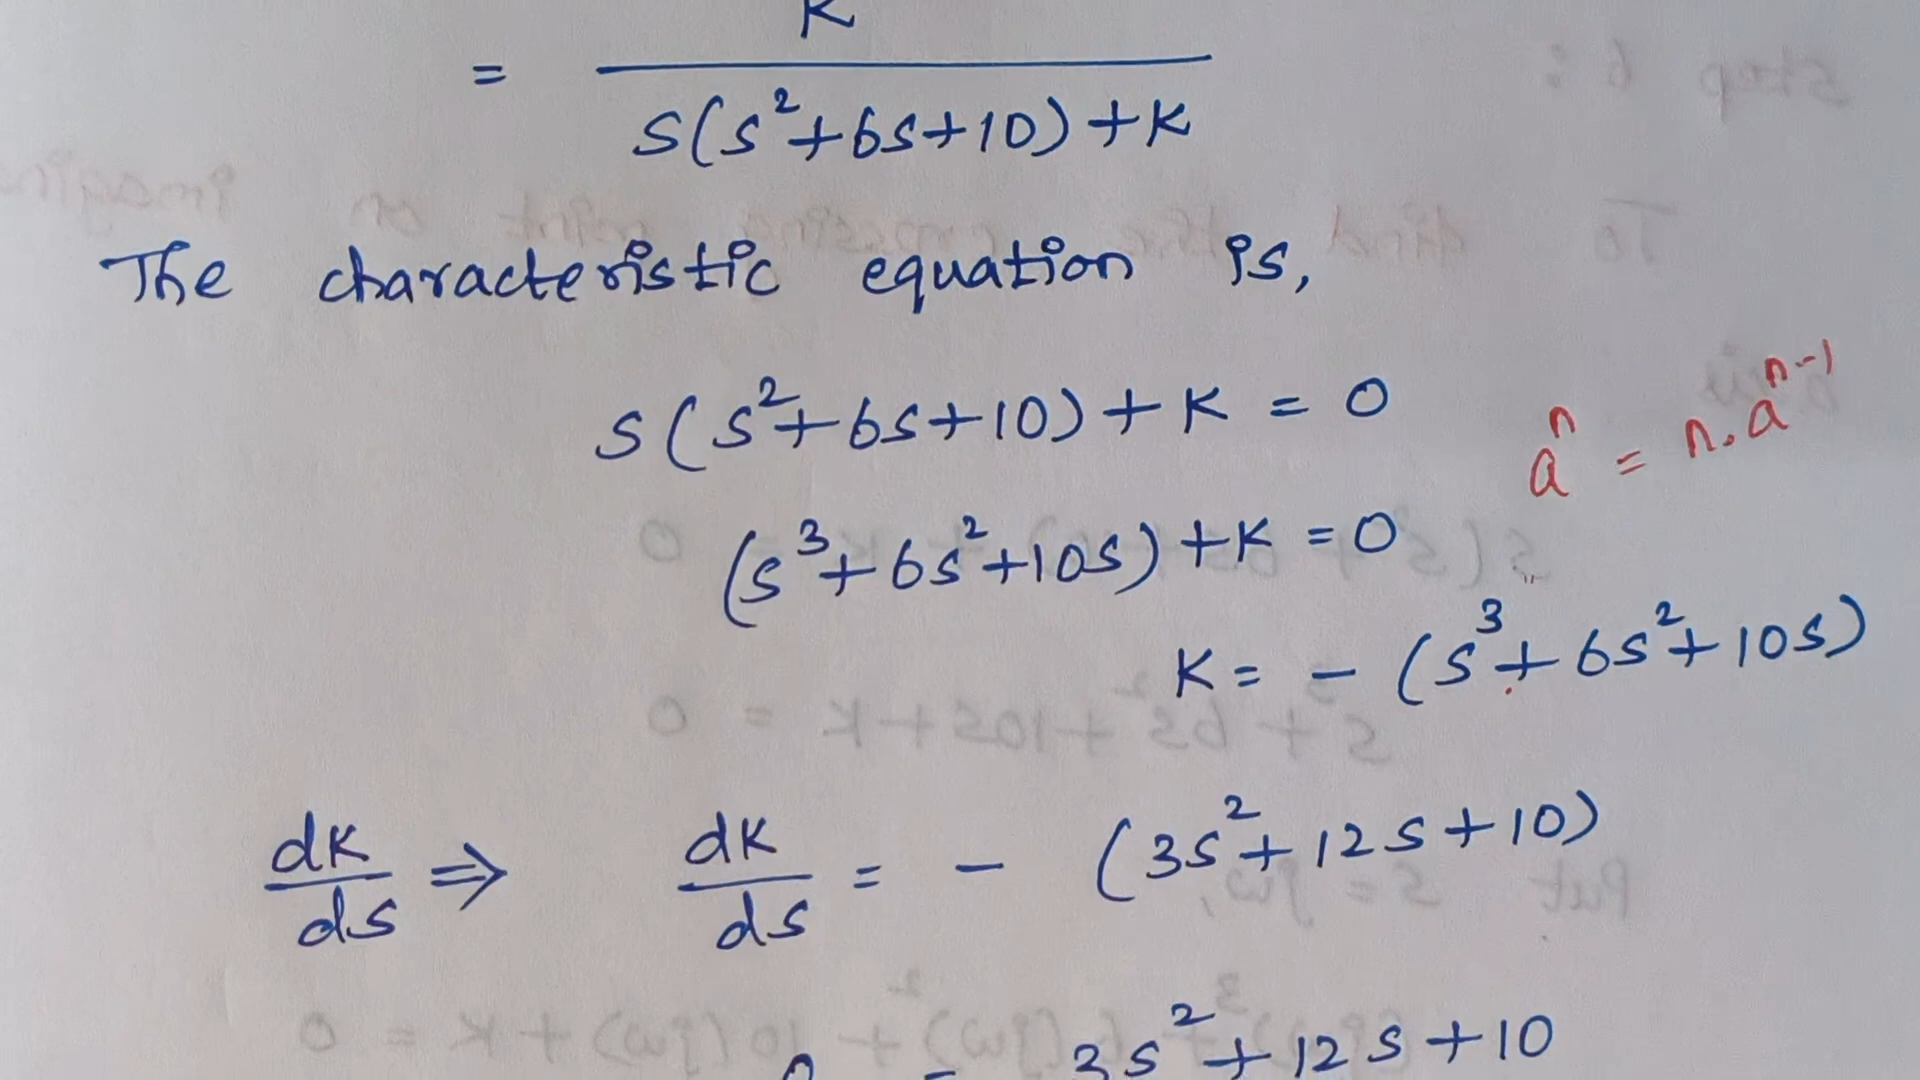 K
= ―――
s(s²+6s+10)+K
The characteristic equation is,
s(s²+6s+10)+K = 0
aⁿ = n.aⁿ⁻¹
(s³+6s²+10s)+K = 0
K = - (s³+6s²+10s)
dK/ds ⇒ dK/ds = - (3s²+12s+10)
3s²+12s+10